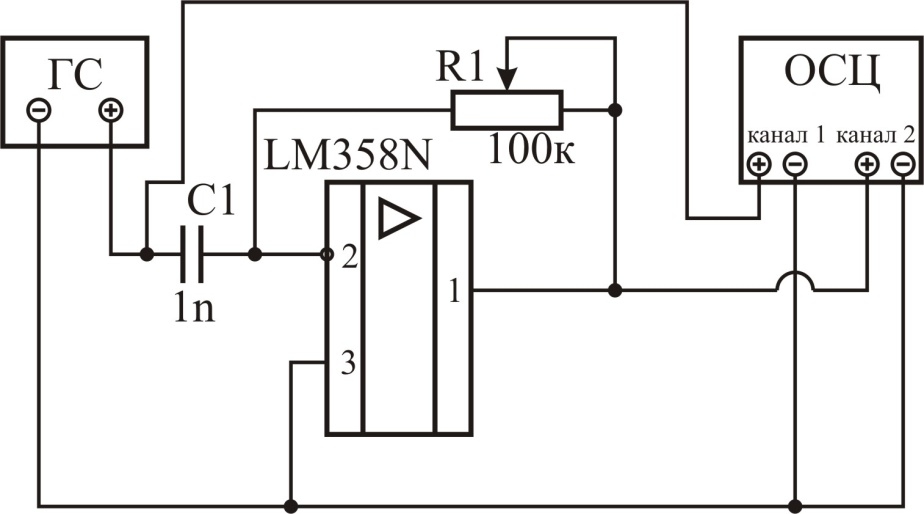 ГС
R1
ОСЦ
канал 1 канал 2
100к
LM358N
C1
2
1n
1
3